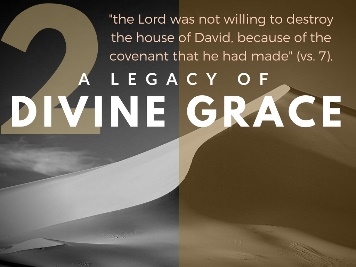 2
"the Lord was not willing to destroy
the house of David, because of the
covenant that he had made" (vs. 7).
A LEGACY OF
DIVINE GRACE